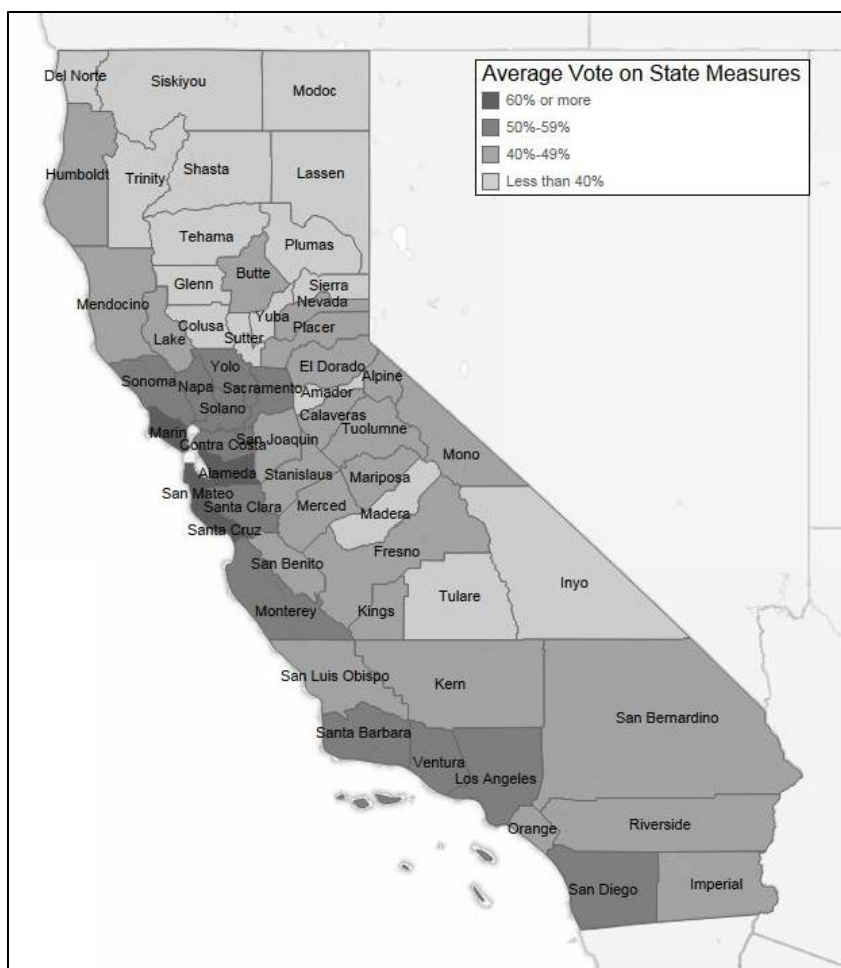 Average Vote on State Measures
60% or more
50%-59%
40%-49%
Less than 40%
Del Norte
Siskiyou
Modoc
Humboldt
Trinity
Shasta
Lassen
Tehama
Plumas
Glenn
Butte
Sierra
Nevada
Mendocino
Colusa
Yuba
Placer
Lake
Sutter
Yolo
El Dorado
Alpine
Sonoma
Napa
Sacramento
Amador
Solano
Calaveras
Tuolumne
Marin
Contra Costa
San Joaquin
Mono
Alameda
Stanislaus
Mariposa
San Mateo
Santa Clara
Merced
Madera
Santa Cruz
Fresno
San Benito
Inyo
Tulare
Monterey
Kings
San Luis Obispo
Kern
San Bernardino
Santa Barbara
Ventura
Los Angeles
Orange
Riverside
San Diego
Imperial